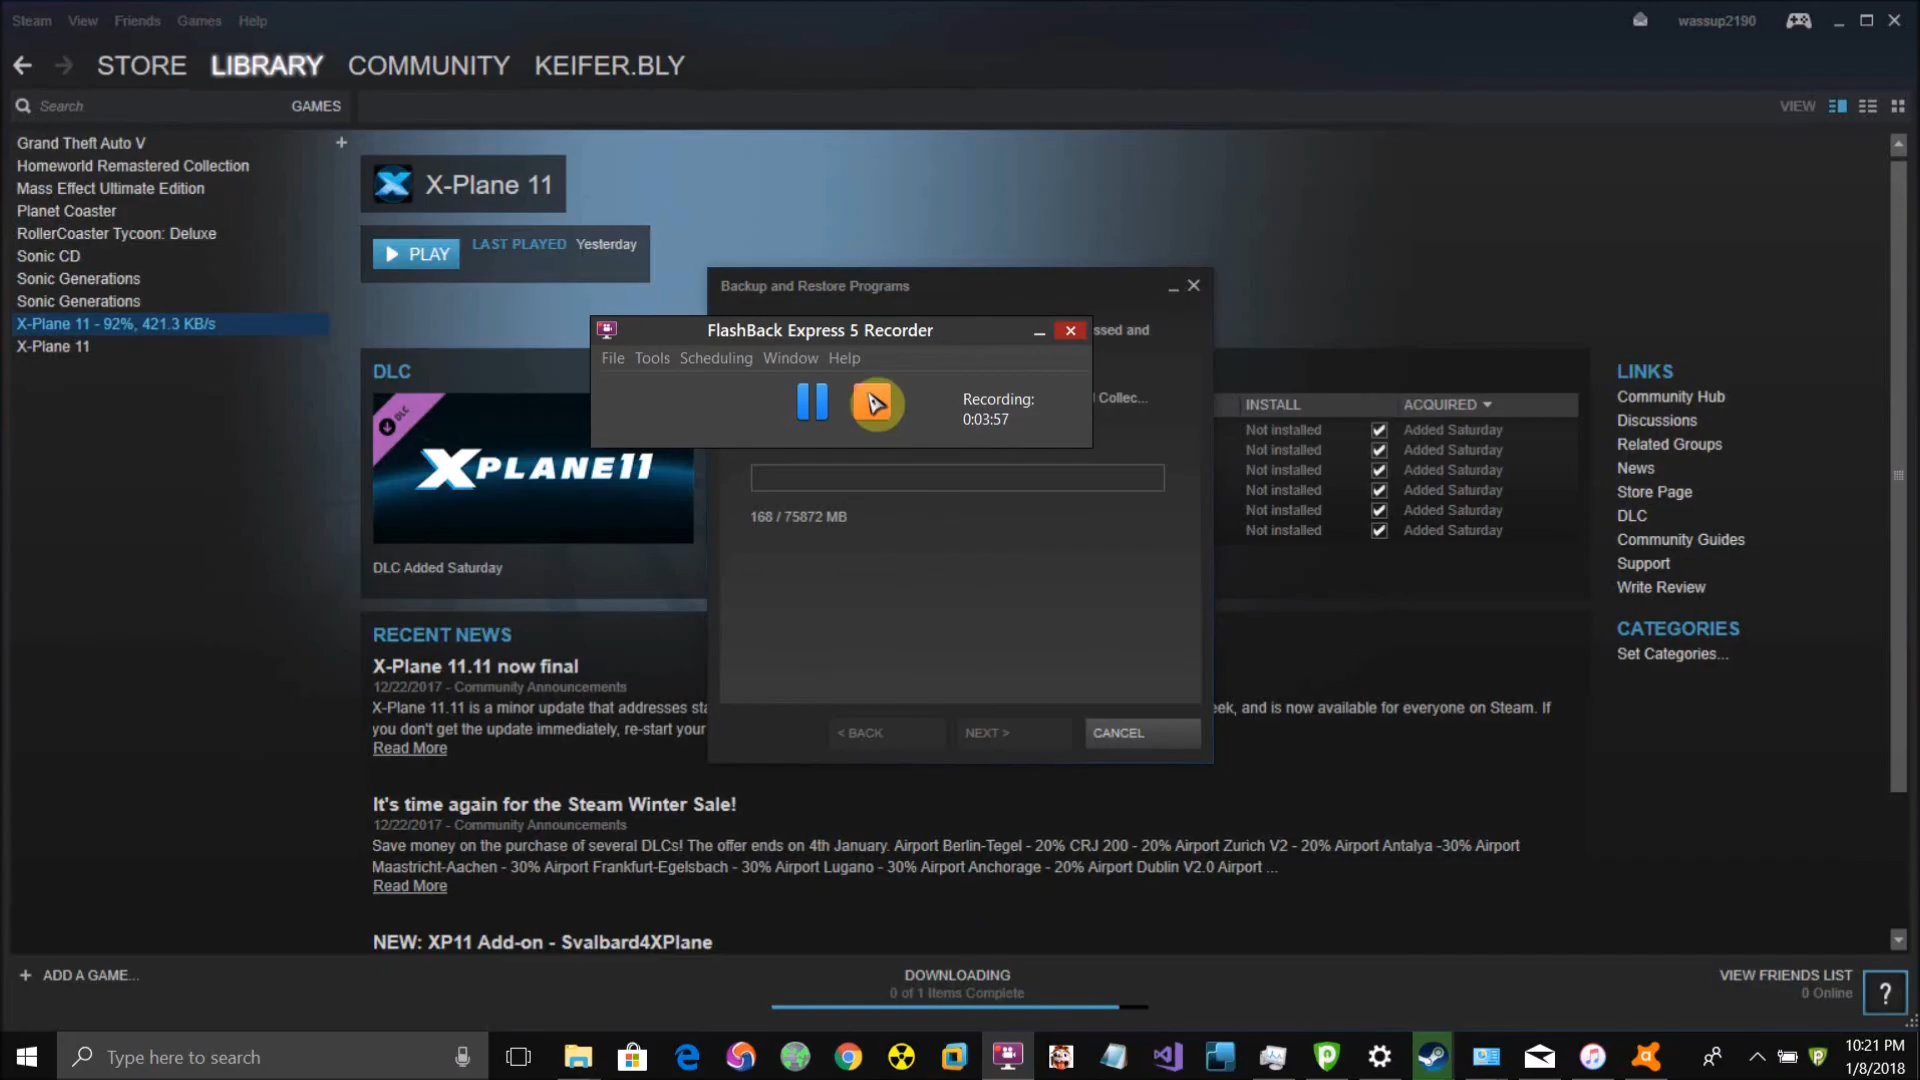 Steam View Friends Games Help
wassup2190
STORE LIBRARY COMMUNITY KEIFER.BLY
Search GAMES
VIEW
Grand Theft Auto V
Homeworld Remastered Collection
Mass Effect Ultimate Edition
Planet Coaster
RollerCoaster Tycoon: Deluxe
Sonic CD
Sonic Generations
Sonic Generations
X-Plane 11 - 92%, 421.3 KB/s
X-Plane 11
X-Plane 11
PLAY LAST PLAYED Yesterday
Backup and Restore Programs
ssed and
l Collec...
168 / 75872 MB
< BACK NEXT > CANCEL
FlashBack Express 5 Recorder
File Tools Scheduling Window Help
Recording:
0:03:57
DLC
DLC
XPLANE11
DLC Added Saturday
INSTALL ACQUIRED
Not installed Added Saturday
Not installed Added Saturday
Not installed Added Saturday
Not installed Added Saturday
Not installed Added Saturday
Not installed Added Saturday
LINKS
Community Hub
Discussions
Related Groups
News
Store Page
DLC
Community Guides
Support
Write Review
CATEGORIES
Set Categories...
RECENT NEWS
X-Plane 11.11 now final
12/22/2017 - Community Announcements
X-Plane 11.11 is a minor update that addresses sta eek, and is now available for everyone on Steam. If
you don't get the update immediately, re-start your
Read More
It's time again for the Steam Winter Sale!
12/22/2017 - Community Announcements
Save money on the purchase of several DLCs! The offer ends on 4th January. Airport Berlin-Tegel - 20% CRJ 200 - 20% Airport Zurich V2 - 20% Airport Antalya -30% Airport
Maastricht-Aachen - 30% Airport Frankfurt-Egelsbach - 30% Airport Lugano - 30% Airport Anchorage - 20% Airport Dublin V2.0 Airport ...
Read More
NEW: XP11 Add-on - Svalbard4XPlane
+ ADD A GAME...
DOWNLOADING
0 of 1 Items Complete
VIEW FRIENDS LIST
0 Online
?
Type here to search
10:21 PM
1/8/2018